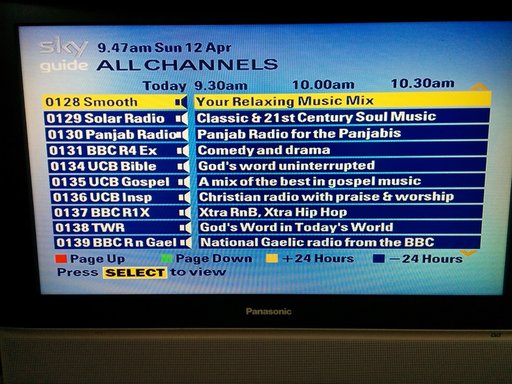 sky 9.47am Sun 12 Apr
guide ALL CHANNELS
Today 9.30am 10.00am 10.30am
0128 Smooth Your Relaxing Music Mix
0129 Solar Radio Classic & 21st Century Soul Music
0130 Panjab Radio Panjab Radio for the Panjabis
0131 BBC R4 Ex Comedy and drama
0134 UCB Bible God's word uninterrupted
0135 UCB Gospel A mix of the best in gospel music
0136 UCB Insp Christian radio with praise & worship
0137 BBC R1X Xtra RnB, Xtra Hip Hop
0138 TWR God's Word in Today's World
0139 BBC R n Gael National Gaelic radio from the BBC
Page Up Page Down +24 Hours -24 Hours
Press SELECT to view
Panasonic